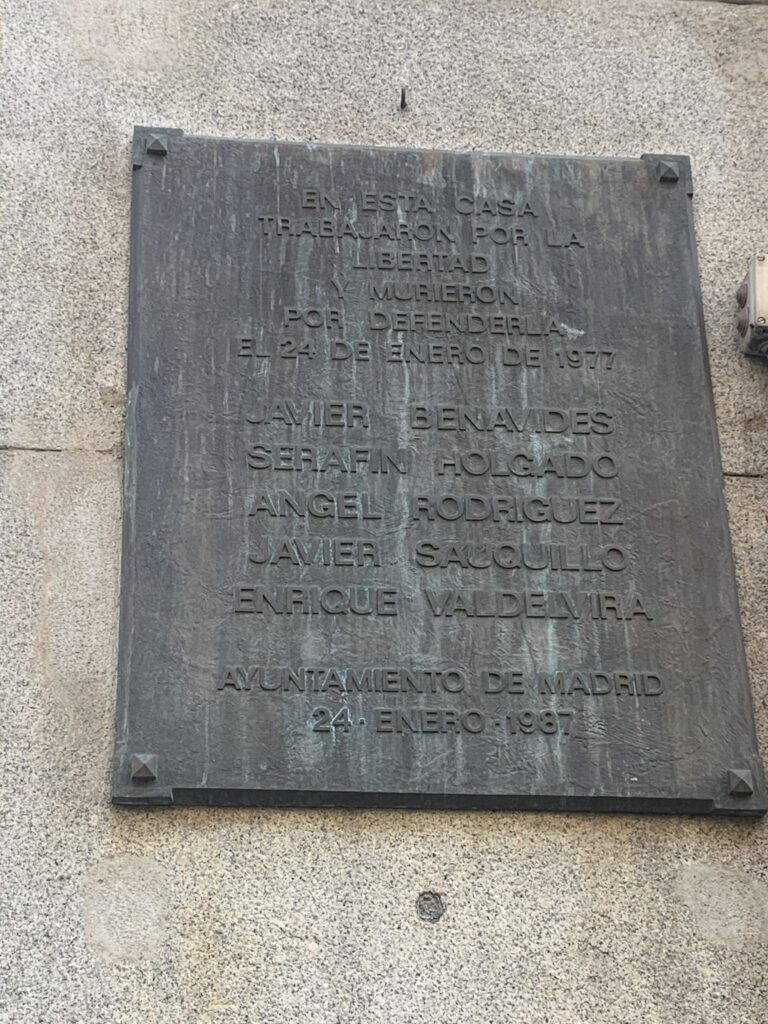 EN ESTA CASA
TRABAJARON POR LA
LIBERTAD
Y MURIERON
POR DEFENDERLA
EL 24 DE ENERO DE 1977
JAVIER BENAVIDES
SERAFIN HOLGADO
ANGEL RODRIGUEZ
JAVIER SAUQUILLO
ENRIQUE VALDELVIRA
AYUNTAMIENTO DE MADRID
24·ENERO·1987